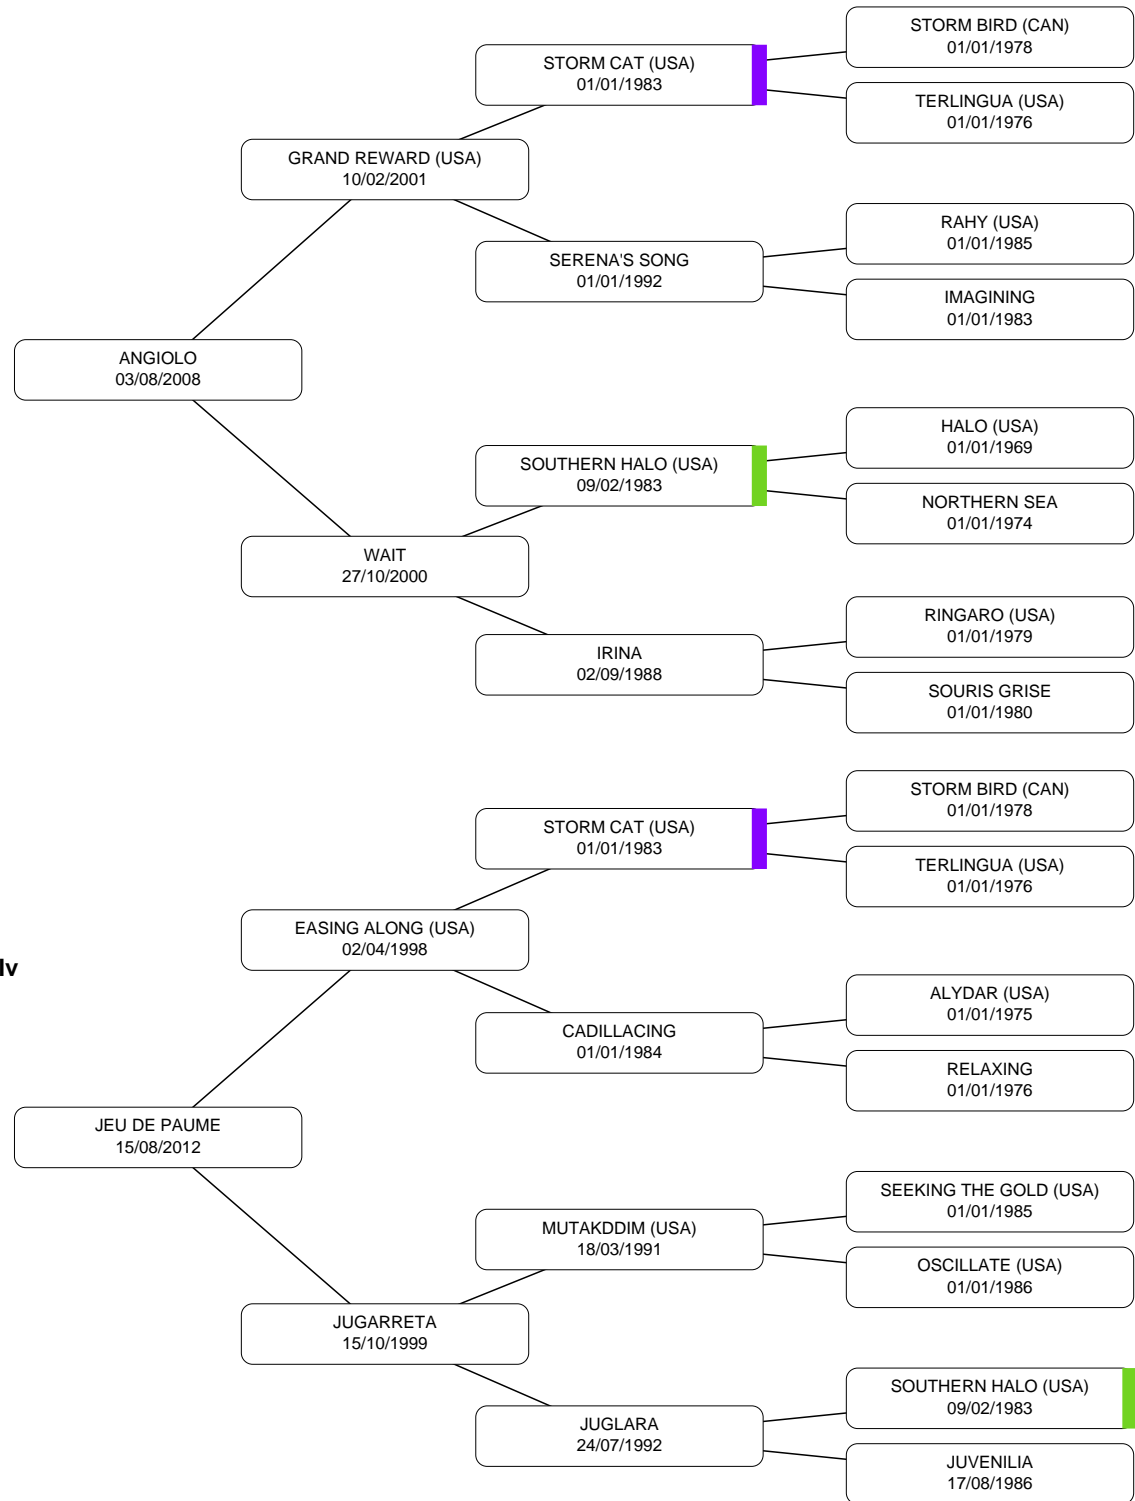 STORM BIRD (CAN)
01/01/1978
STORM CAT (USA)
01/01/1983
TERLINGUA (USA)
01/01/1976
GRAND REWARD (USA)
10/02/2001
RAHY (USA)
01/01/1985
SERENA'S SONG
01/01/1992
IMAGINING
01/01/1983
ANGIOLO
03/08/2008
HALO (USA)
01/01/1969
SOUTHERN HALO (USA)
09/02/1983
NORTHERN SEA
01/01/1974
WAIT
27/10/2000
RINGARO (USA)
01/01/1979
IRINA
02/09/1988
SOURIS GRISE
01/01/1980
STORM BIRD (CAN)
01/01/1978
STORM CAT (USA)
01/01/1983
TERLINGUA (USA)
01/01/1976
EASING ALONG (USA)
02/04/1998
ALYDAR (USA)
01/01/1975
CADILLACING
01/01/1984
RELAXING
01/01/1976
JEU DE PAUME
15/08/2012
SEEKING THE GOLD (USA)
01/01/1985
MUTAKDDIM (USA)
18/03/1991
OSCILLATE (USA)
01/01/1986
JUGARRETA
15/10/1999
SOUTHERN HALO (USA)
09/02/1983
JUGLARA
24/07/1992
JUVENILIA
17/08/1986